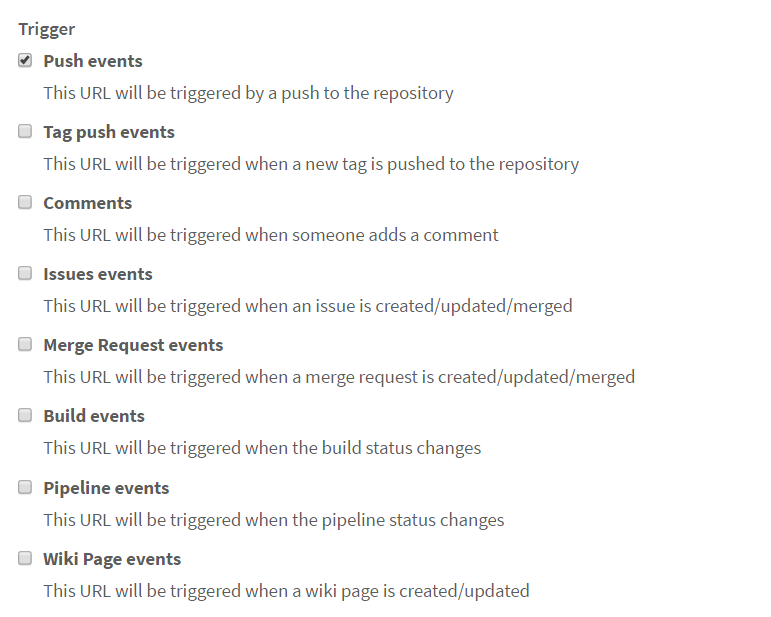 Trigger
Push events
This URL will be triggered by a push to the repository
Tag push events
This URL will be triggered when a new tag is pushed to the repository
Comments
This URL will be triggered when someone adds a comment
Issues events
This URL will be triggered when an issue is created/updated/merged
Merge Request events
This URL will be triggered when a merge request is created/updated/merged
Build events
This URL will be triggered when the build status changes
Pipeline events
This URL will be triggered when the pipeline status changes
Wiki Page events
This URL will be triggered when a wiki page is created/updated